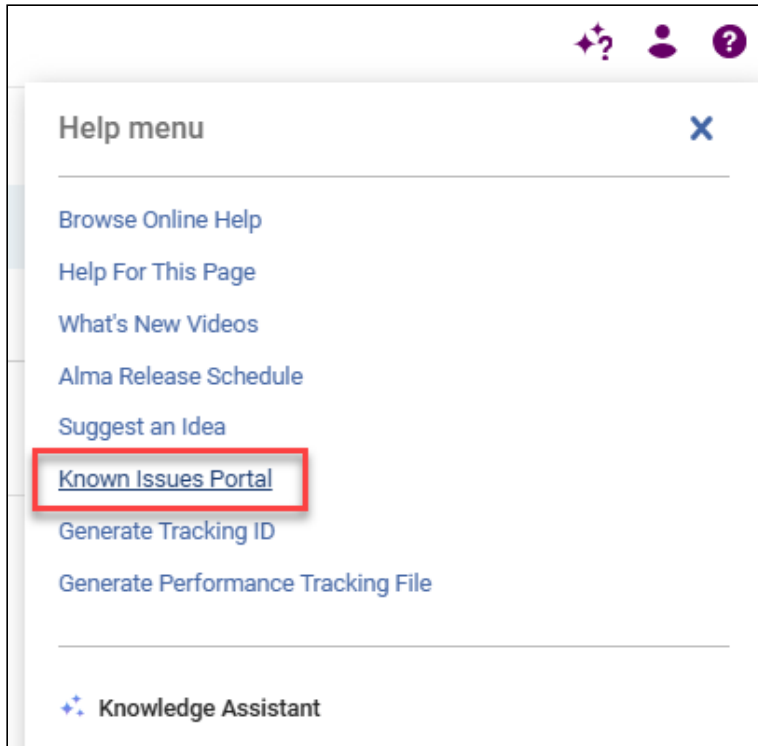 Help menu
Browse Online Help
Help For This Page
What's New Videos
Alma Release Schedule
Suggest an Idea
Known Issues Portal
Generate Tracking ID
Generate Performance Tracking File
Knowledge Assistant